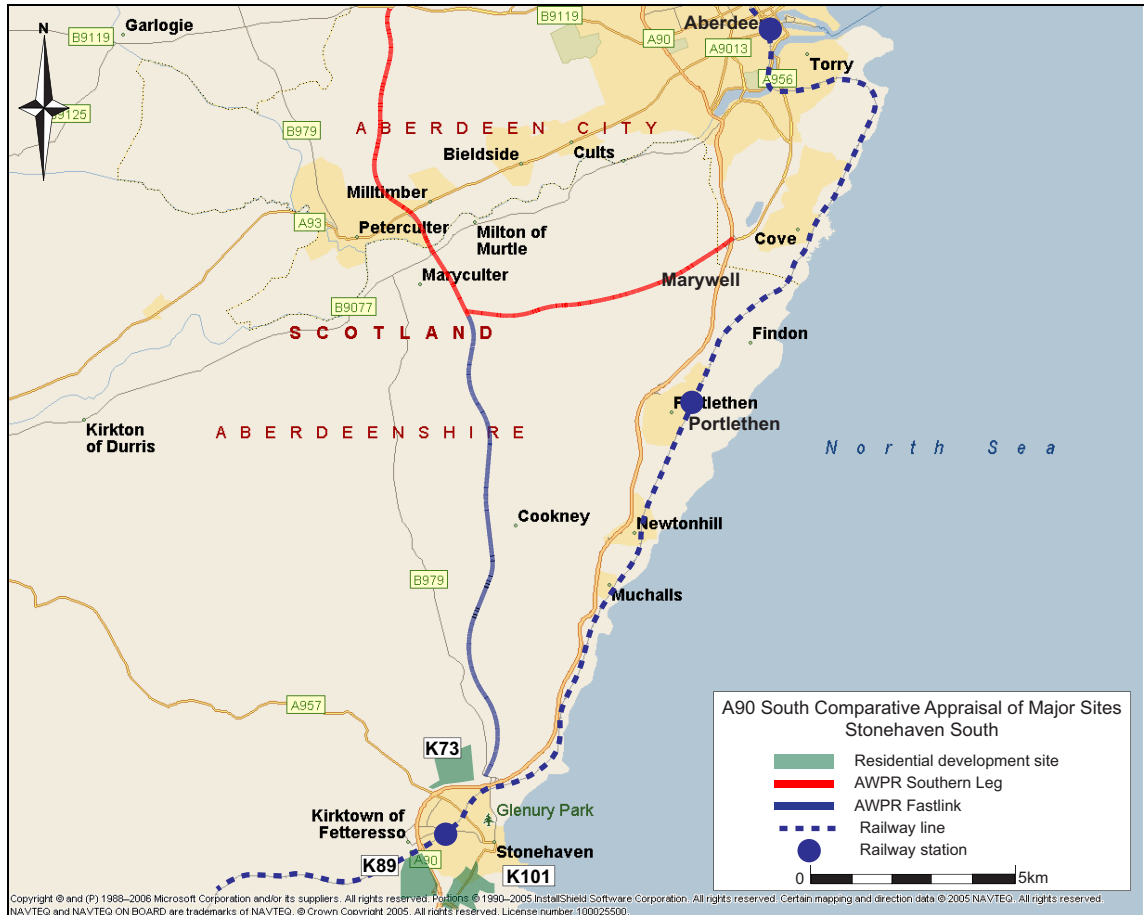 Garlogie
B9119
B9119
N
Aberdee
A90
A9013
Torry
A956
B9125
B979
ABERDEEN CITY
Bieldside
Cults
Milltimber
A93
Peterculter
Milton of
Murtle
Cove
Maryculter
Marywell
B9077
SCOTLAND
Findon
Portlethen
Kirkton
of Durris
ABERDEENSHIRE
North Sea
Cookney
Newtonhill
B979
Muchalls
A957
K73
Kirktown of
Fetteresso
Glenury Park
Stonehaven
K89
A90
K101
A90 South Comparative Appraisal of Major Sites
Stonehaven South
Residential development site
AWPR Southern Leg
AWPR Fastlink
Railway line
Railway station
0 5km
Copyright © and (P) 1988–2006 Microsoft Corporation and/or its suppliers. All rights reserved. Portions © 1990–2005 InstallShield Software Corporation. All rights reserved. Certain mapping and direction data © 2005 NAVTEQ. All rights reserved.
NAVTEQ and NAVTEQ ON BOARD are trademarks of NAVTEQ. © Crown Copyright 2005. All rights reserved. License number 100025500.